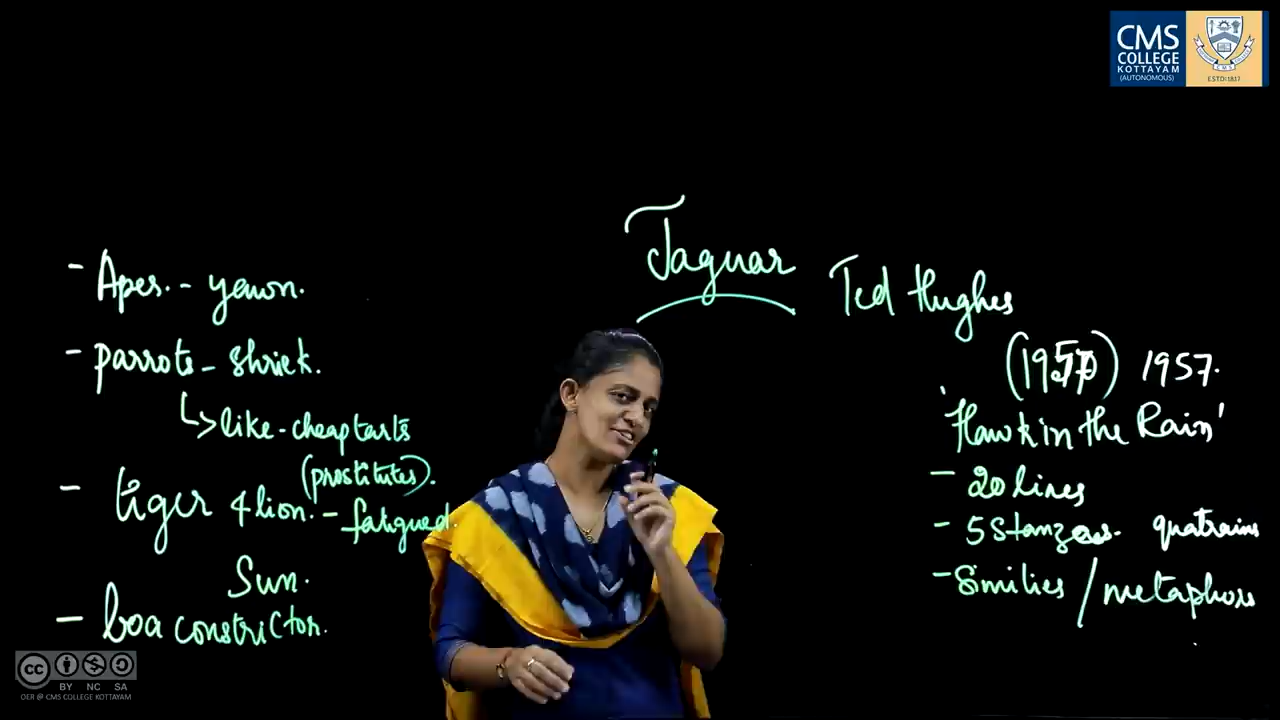 CMS
COLLEGE
KOTTAYAM
(AUTONOMOUS)
ESTD:1817
Jaguar
Ted Hughes
(1957) 1957.
'Hawk in the Rain'
- 20 lines
- 5 stanzas. quatrains
- Similies / metaphors
- Apes. - yawn.
- parrots - shriek.
↳ like - cheap tarts
(prostitutes).
- tiger & lion. - fatigued.
Sun.
- boa constrictor.
cc
BY NC SA
OER @ CMS COLLEGE KOTTAYAM